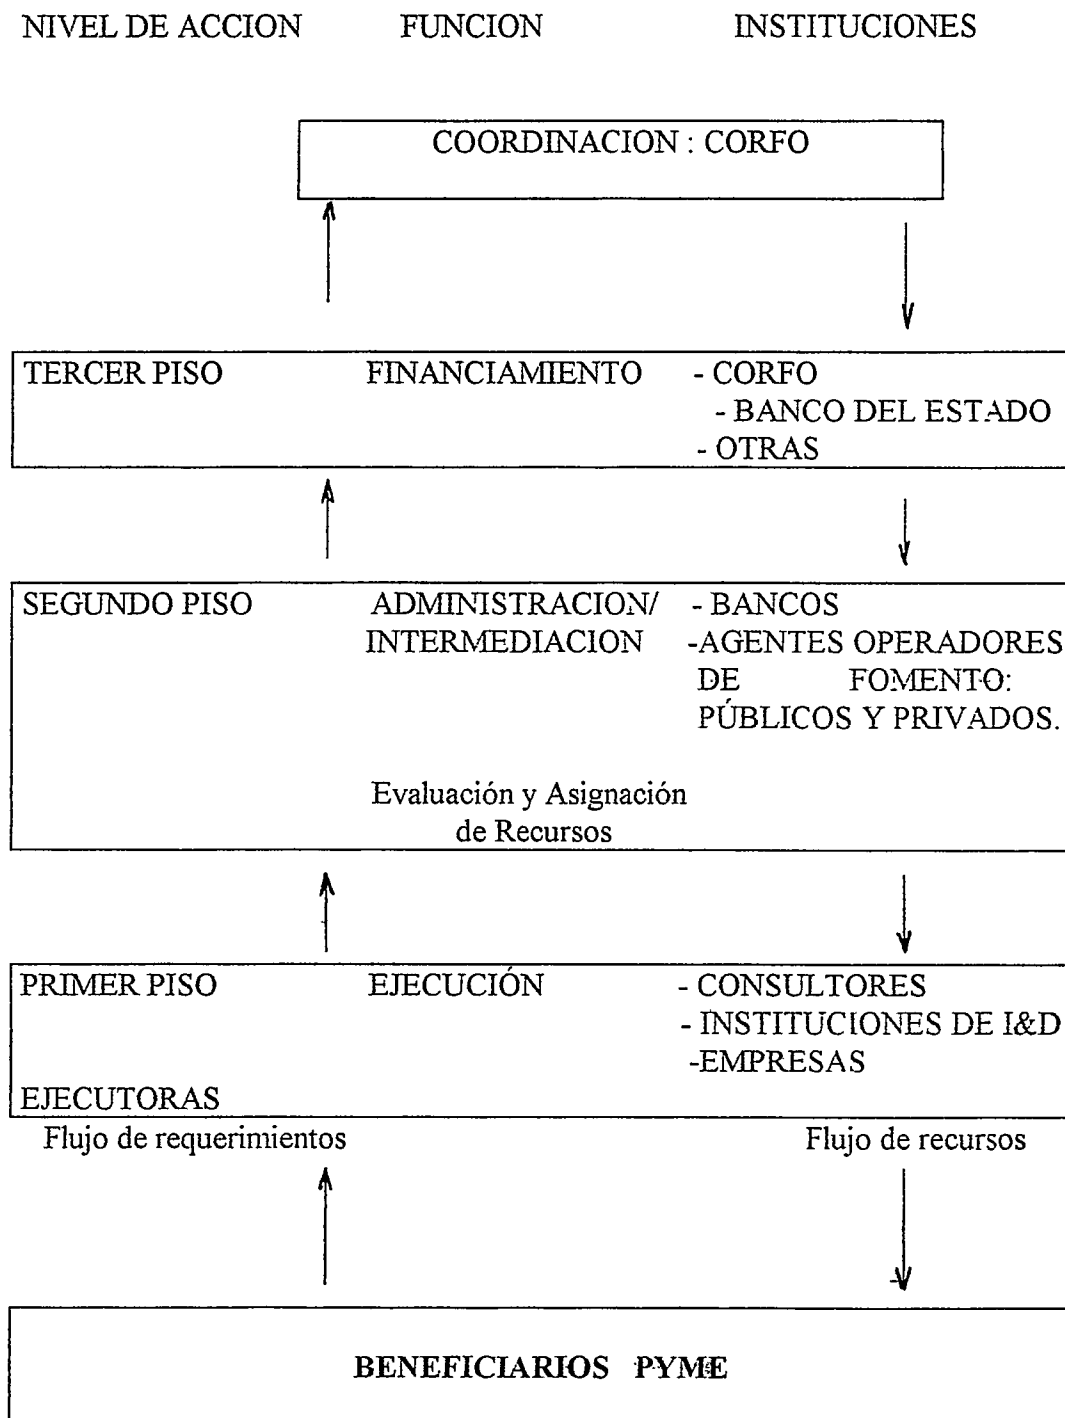 NIVEL DE ACCION FUNCION INSTITUCIONES
COORDINACION : CORFO
TERCER PISO FINANCIAMIENTO - CORFO
- BANCO DEL ESTADO
- OTRAS
SEGUNDO PISO ADMINISTRACION/ - BANCOS
INTERMEDIACION -AGENTES OPERADORES
DE FOMENTO:
PÚBLICOS Y PRIVADOS.
Evaluación y Asignación
de Recursos
PRIMER PISO EJECUCIÓN - CONSULTORES
- INSTITUCIONES DE I&D
-EMPRESAS
EJECUTORAS
Flujo de requerimientos Flujo de recursos
BENEFICIARIOS PYME